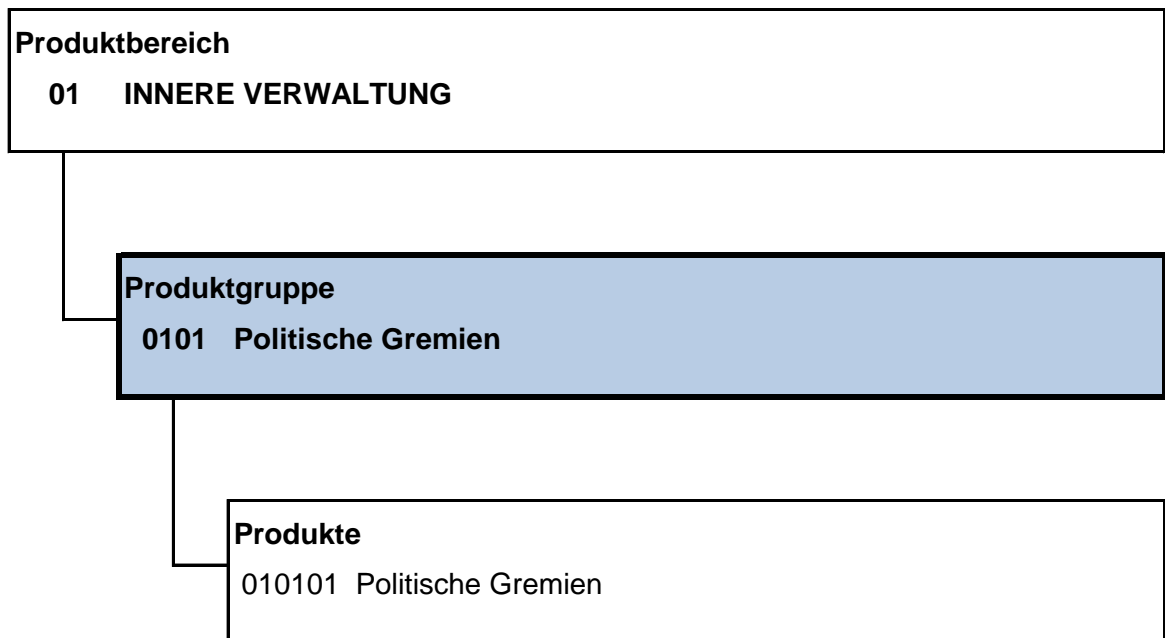 Produktbereich
01 INNERE VERWALTUNG
Produktgruppe
0101 Politische Gremien
Produkte
010101 Politische Gremien